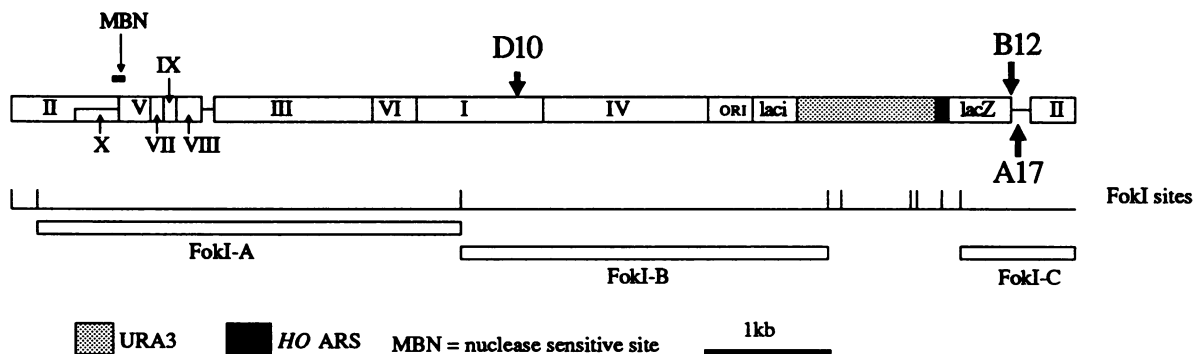 MBN
IX
D10
B12
II
V
III
VI
I
IV
ORI
laci
lacZ
II
X
VII
VIII
A17
FokI sites
FokI-A
FokI-B
FokI-C
URA3
HO ARS
MBN = nuclease sensitive site
1kb